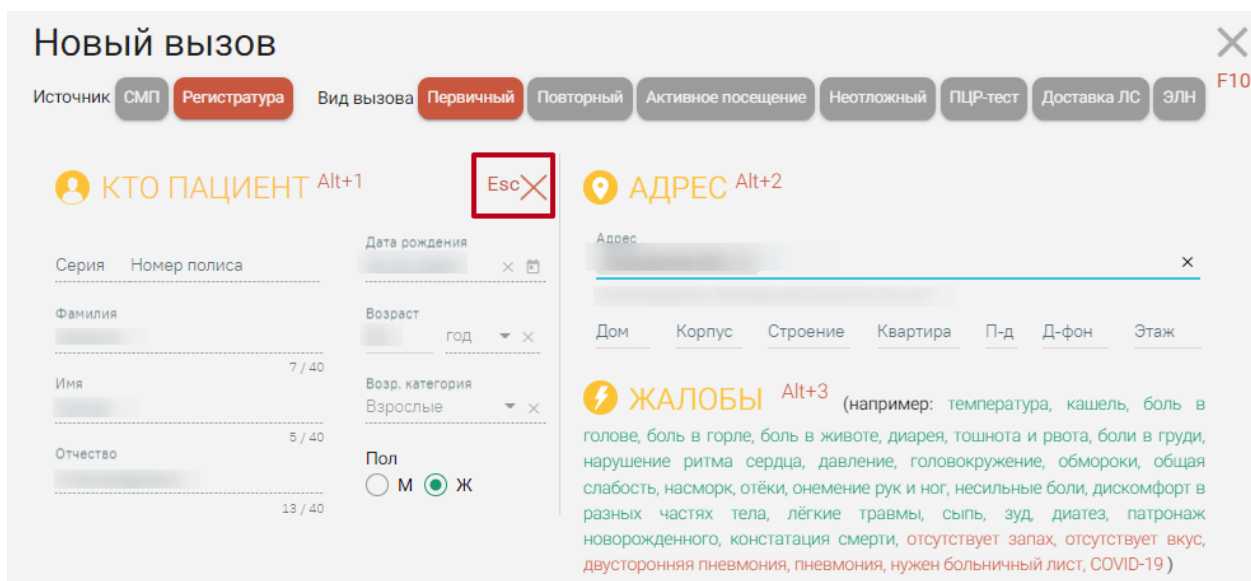 Новый вызов
F10
Источник СМП Регистратура Вид вызова Первичный Повторный Активное посещение Неотложный ПЦР-тест Доставка ЛС ЭЛН
КТО ПАЦИЕНТ Alt+1 Esc
Серия Номер полиса
Дата рождения
Фамилия
7 / 40
Возраст
год
Имя
5 / 40
Возр. категория
Взрослые
Отчество
13 / 40
Пол
М Ж
АДРЕС Alt+2
Адрес
Дом Корпус Строение Квартира П-д Д-фон Этаж
ЖАЛОБЫ Alt+3 (например: температура, кашель, боль в
голове, боль в горле, боль в животе, диарея, тошнота и рвота, боли в груди,
нарушение ритма сердца, давление, головокружение, обмороки, общая
слабость, насморк, отёки, онемение рук и ног, несильные боли, дискомфорт в
разных частях тела, лёгкие травмы, сыпь, зуд, диатез, патронаж
новорожденного, констатация смерти, отсутствует запах, отсутствует вкус,
двусторонняя пневмония, пневмония, нужен больничный лист, COVID-19 )